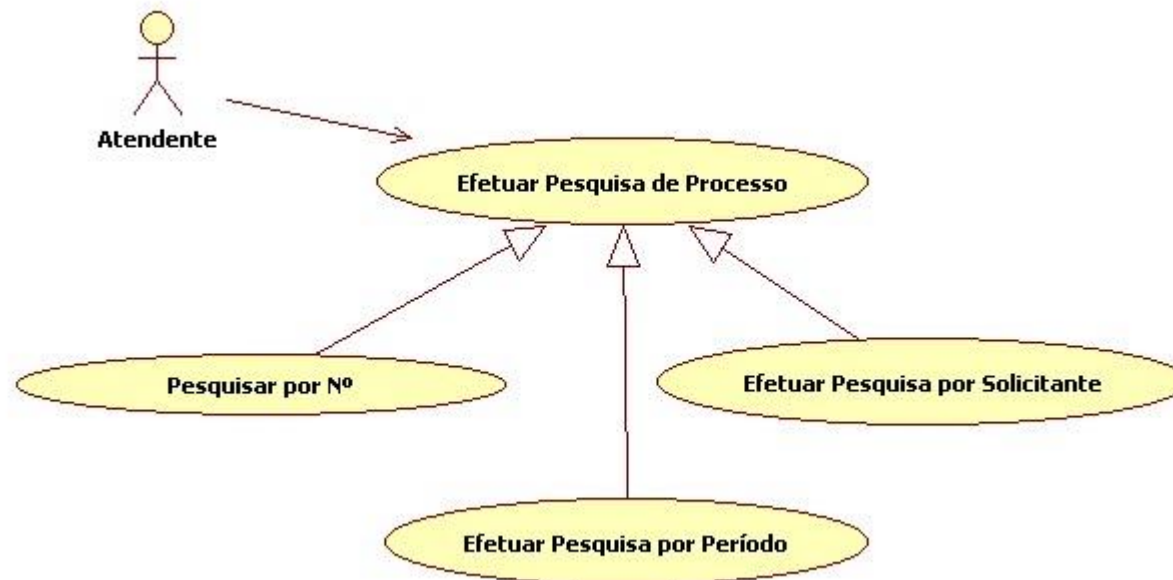 Atendente
Efetuar Pesquisa de Processo
Pesquisar por Nº
Efetuar Pesquisa por Solicitante
Efetuar Pesquisa por Período